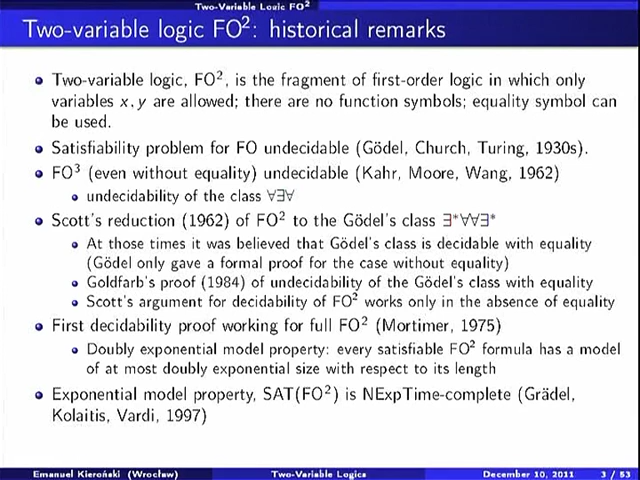 Two-Variable Logic FO²
Two-variable logic FO²: historical remarks
Two-variable logic, FO², is the fragment of first-order logic in which only
variables x, y are allowed; there are no function symbols; equality symbol can
be used.
Satisfiability problem for FO undecidable (Gödel, Church, Turing, 1930s).
FO³ (even without equality) undecidable (Kahr, Moore, Wang, 1962)
undecidability of the class ∀∃∀
Scott's reduction (1962) of FO² to the Gödel's class ∃*∀∀∃*
At those times it was believed that Gödel's class is decidable with equality
(Gödel only gave a formal proof for the case without equality)
Goldfarb's proof (1984) of undecidability of the Gödel's class with equality
Scott's argument for decidability of FO² works only in the absence of equality
First decidability proof working for full FO² (Mortimer, 1975)
Doubly exponential model property: every satisfiable FO² formula has a model
of at most doubly exponential size with respect to its length
Exponential model property, SAT(FO²) is NExpTime-complete (Grädel,
Kolaitis, Vardi, 1997)
Emanuel Kieroński (Wrocław) Two-Variable Logics December 10, 2011 3 / 53